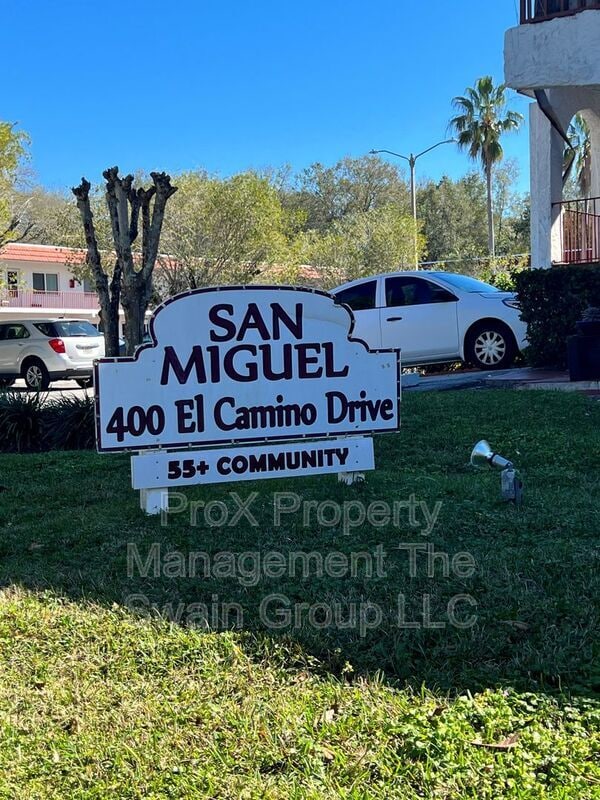 SAN
MIGUEL
400 El Camino Drive
55+ COMMUNITY
ProX Property
Management The
Swain Group LLC